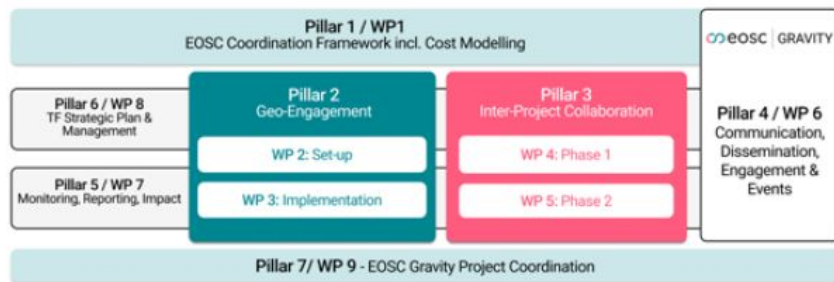 Pillar 1 / WP1
EOSC Coordination Framework incl. Cost Modelling
eosc | GRAVITY
Pillar 6 / WP 8
TF Strategic Plan &
Management
Pillar 2
Geo-Engagement
WP 2: Set-up
WP 3: Implementation
Pillar 3
Inter-Project Collaboration
WP 4: Phase 1
WP 5: Phase 2
Pillar 4 / WP 6
Communication,
Dissemination,
Engagement &
Events
Pillar 5 / WP 7
Monitoring, Reporting, Impact
Pillar 7/ WP 9 - EOSC Gravity Project Coordination